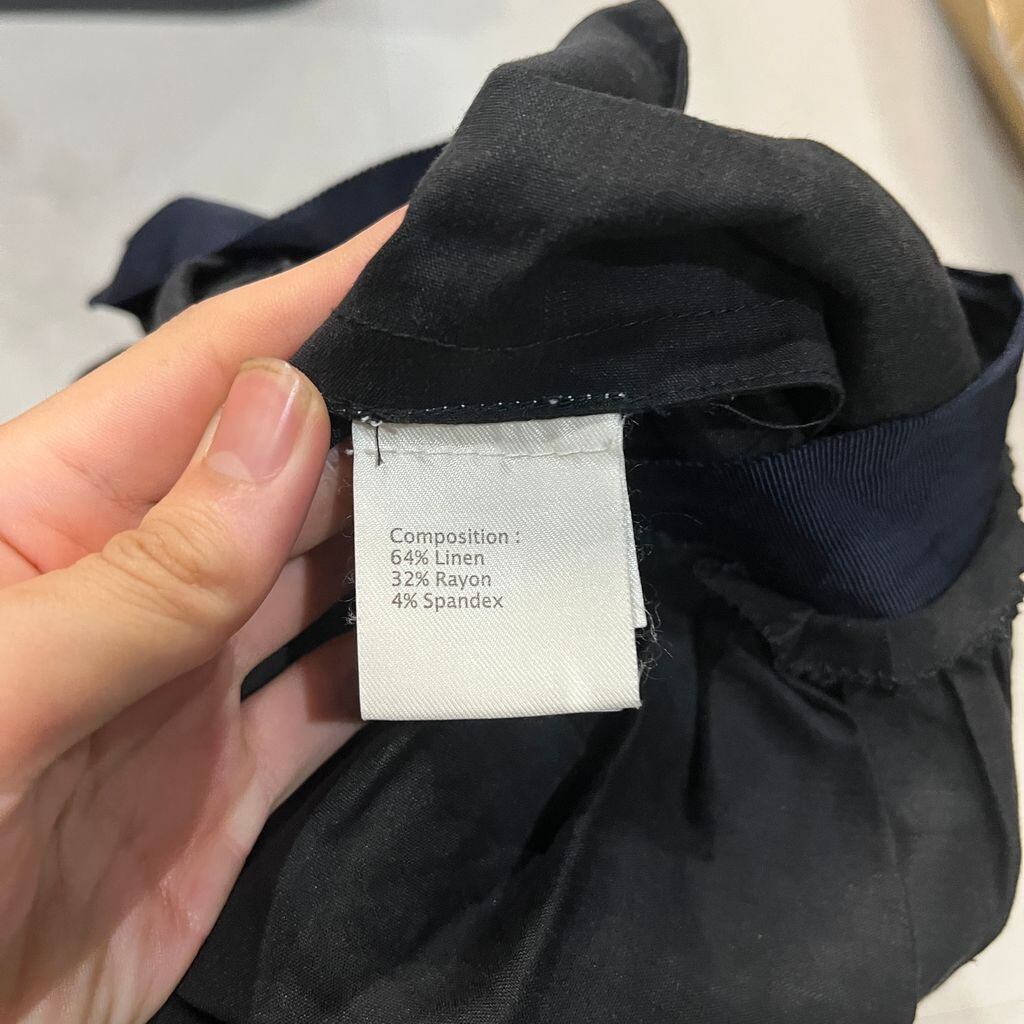 Composition :
64% Linen
32% Rayon
4% Spandex